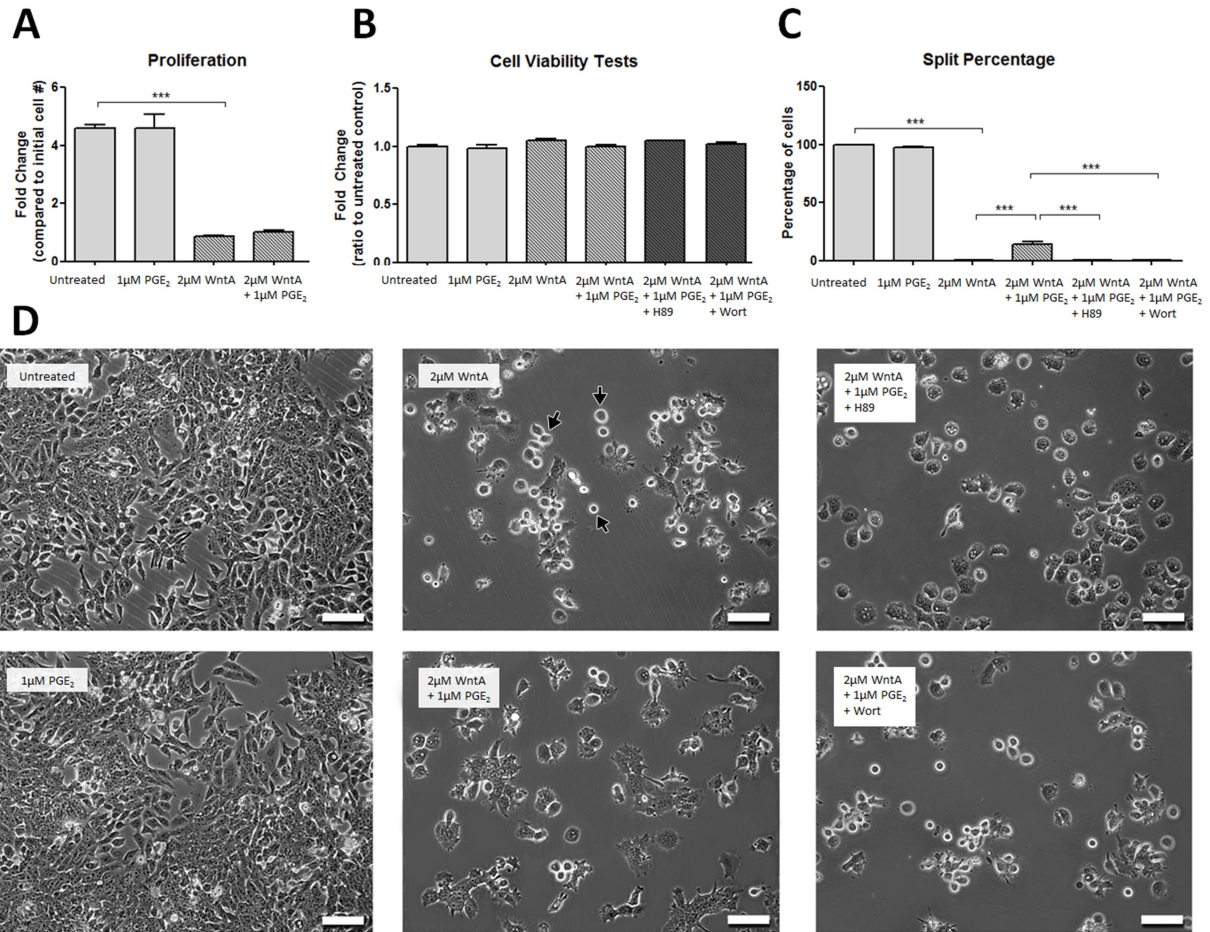 A
B
C
Proliferation
Fold Change
(compared to initial cell #)
6
4
2
0
***
Untreated
1μM PGE₂
2μM WntA
2μM WntA
+ 1μM PGE₂
Cell Viability Tests
Fold Change
(ratio to untreated control)
1.5
1.0
0.5
0.0
Untreated
1μM PGE₂
2μM WntA
2μM WntA
+ 1μM PGE₂
2μM WntA
+ 1μM PGE₂
+ H89
2μM WntA
+ 1μM PGE₂
+ Wort
Split Percentage
Percentage of cells
150
100
50
0
***
***
***
***
Untreated
1μM PGE₂
2μM WntA
2μM WntA
+ 1μM PGE₂
2μM WntA
+ 1μM PGE₂
+ H89
2μM WntA
+ 1μM PGE₂
+ Wort
D
Untreated
2μM WntA
2μM WntA
+ 1μM PGE₂
+ H89
1μM PGE₂
2μM WntA
+ 1μM PGE₂
2μM WntA
+ 1μM PGE₂
+ Wort